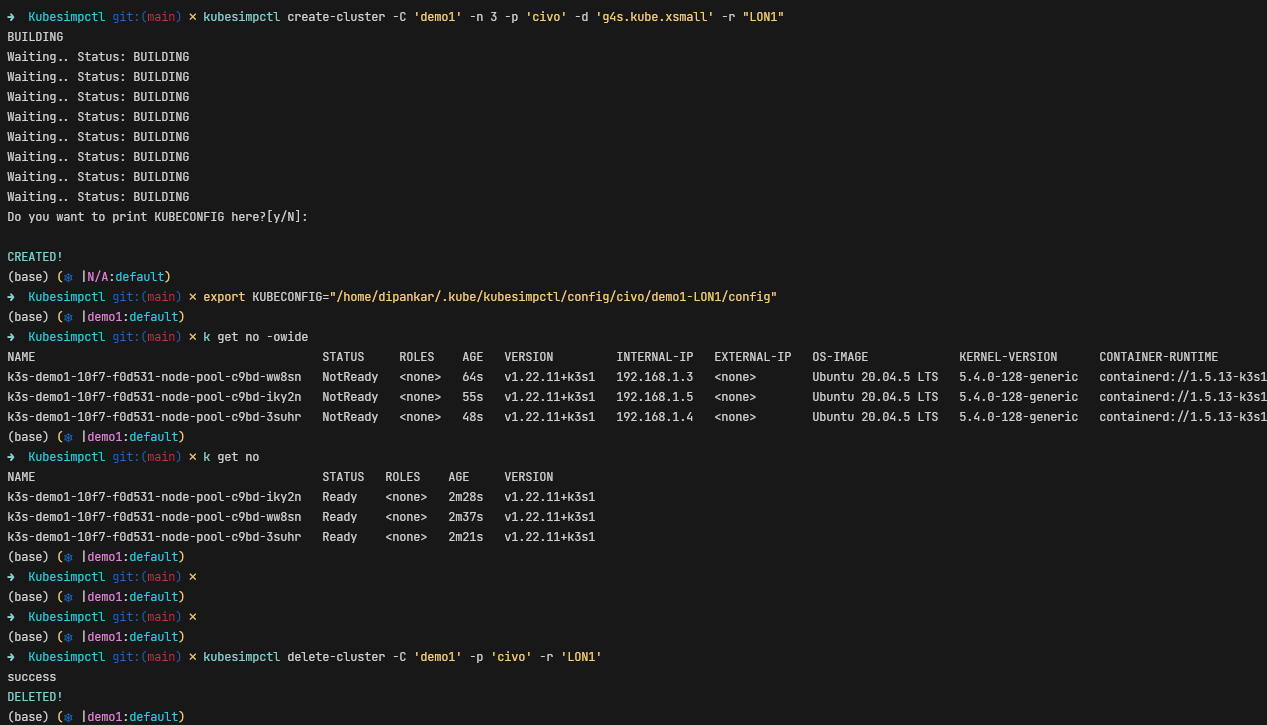 ➜  Kubesimpctl git:(main) ✕ kubesimpctl create-cluster -C 'demo1' -n 3 -p 'civo' -d 'g4s.kube.xsmall' -r "LON1"
BUILDING
Waiting.. Status: BUILDING
Waiting.. Status: BUILDING
Waiting.. Status: BUILDING
Waiting.. Status: BUILDING
Waiting.. Status: BUILDING
Waiting.. Status: BUILDING
Waiting.. Status: BUILDING
Waiting.. Status: BUILDING
Do you want to print KUBECONFIG here?[y/N]:
CREATED!
(base) (☸ |N/A:default)
➜  Kubesimpctl git:(main) ✕ export KUBECONFIG="/home/dipankar/.kube/kubesimpctl/config/civo/demo1-LON1/config"
(base) (☸ |demo1:default)
➜  Kubesimpctl git:(main) ✕ k get no -owide
NAME                                         STATUS     ROLES    AGE   VERSION         INTERNAL-IP   EXTERNAL-IP   OS-IMAGE             KERNEL-VERSION      CONTAINER-RUNTIME
k3s-demo1-10f7-f0d531-node-pool-c9bd-ww8sn   NotReady   <none>   64s   v1.22.11+k3s1   192.168.1.3   <none>        Ubuntu 20.04.5 LTS   5.4.0-128-generic   containerd://1.5.13-k3s1
k3s-demo1-10f7-f0d531-node-pool-c9bd-iky2n   NotReady   <none>   55s   v1.22.11+k3s1   192.168.1.5   <none>        Ubuntu 20.04.5 LTS   5.4.0-128-generic   containerd://1.5.13-k3s1
k3s-demo1-10f7-f0d531-node-pool-c9bd-3suhr   NotReady   <none>   48s   v1.22.11+k3s1   192.168.1.4   <none>        Ubuntu 20.04.5 LTS   5.4.0-128-generic   containerd://1.5.13-k3s1
(base) (☸ |demo1:default)
➜  Kubesimpctl git:(main) ✕ k get no
NAME                                         STATUS   ROLES    AGE     VERSION
k3s-demo1-10f7-f0d531-node-pool-c9bd-iky2n   Ready    <none>   2m28s   v1.22.11+k3s1
k3s-demo1-10f7-f0d531-node-pool-c9bd-ww8sn   Ready    <none>   2m37s   v1.22.11+k3s1
k3s-demo1-10f7-f0d531-node-pool-c9bd-3suhr   Ready    <none>   2m21s   v1.22.11+k3s1
(base) (☸ |demo1:default)
➜  Kubesimpctl git:(main) ✕
(base) (☸ |demo1:default)
➜  Kubesimpctl git:(main) ✕
(base) (☸ |demo1:default)
➜  Kubesimpctl git:(main) ✕ kubesimpctl delete-cluster -C 'demo1' -p 'civo' -r 'LON1'
success
DELETED!
(base) (☸ |demo1:default)